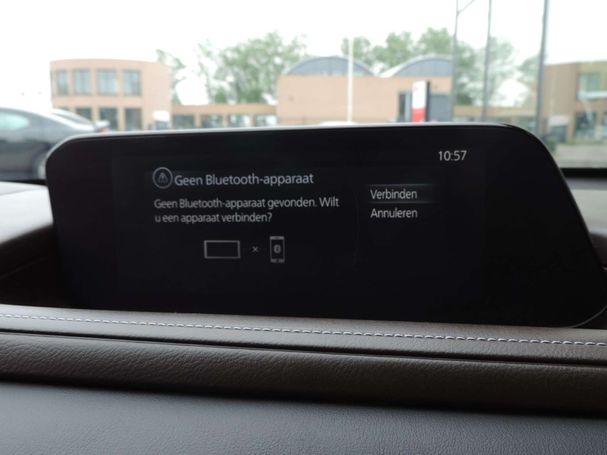 10:57
Geen Bluetooth-apparaat
Geen Bluetooth-apparaat gevonden. Wilt
u een apparaat verbinden?
Verbinden
Annuleren